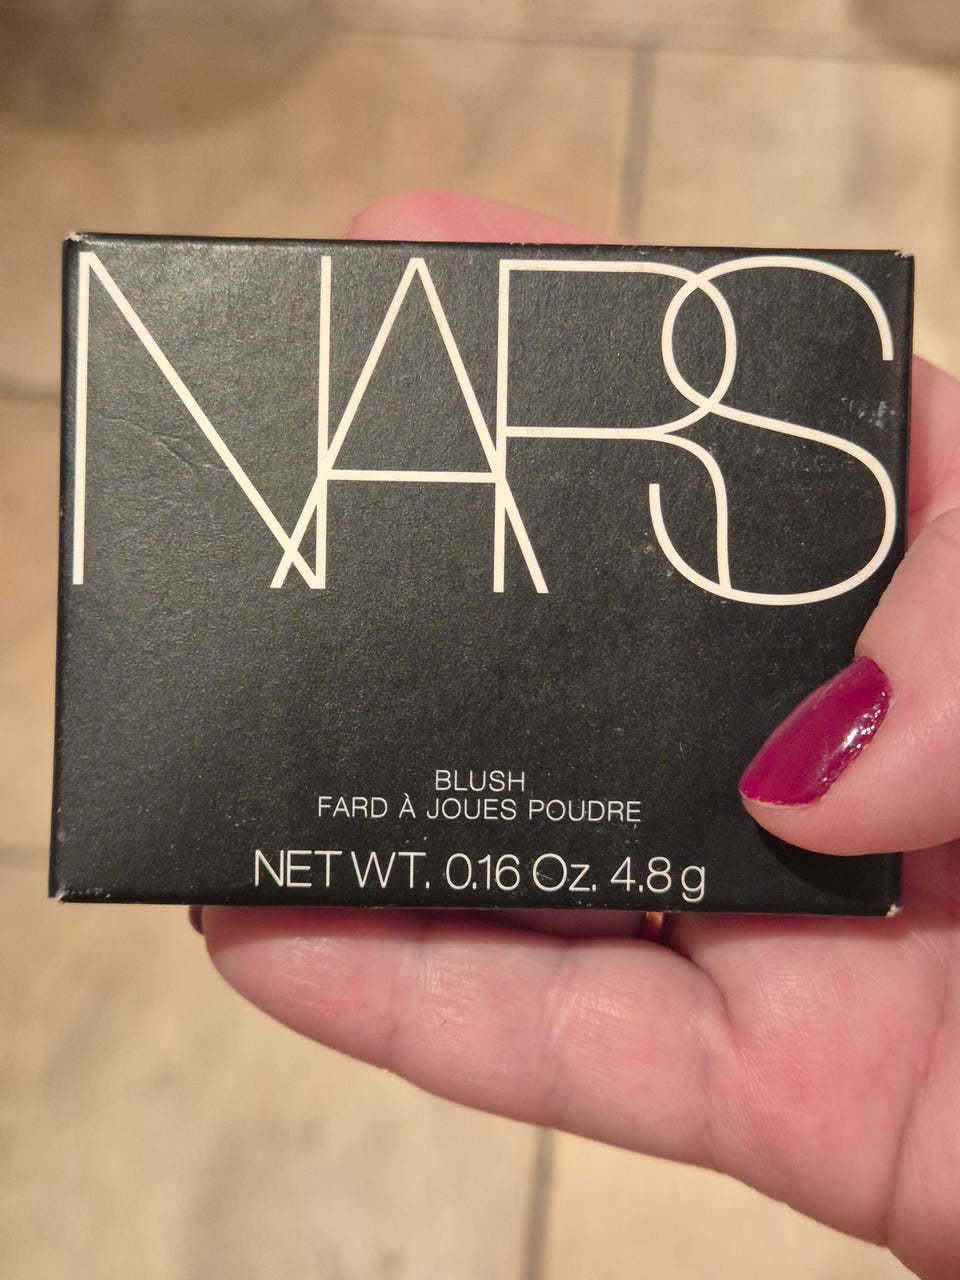 NARS
BLUSH
FARD À JOUES POUDRE
NET WT. 0.16 Oz. 4.8 g